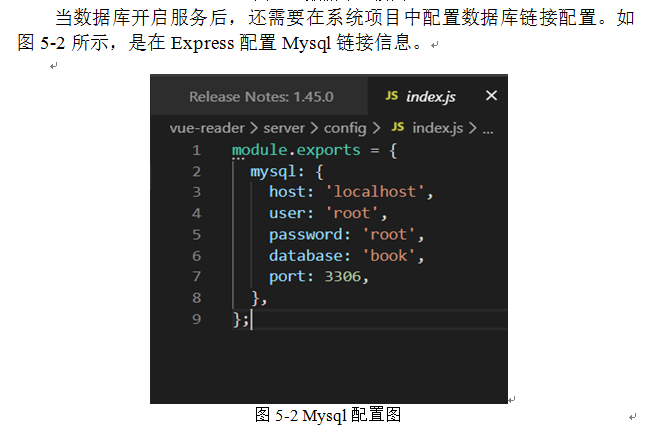 当数据库开启服务后，还需要在系统项目中配置数据库链接配置。如
图 5-2 所示，是在 Express 配置 Mysql 链接信息。
Release Notes: 1.45.0 JS index.js ×
vue-reader > server > config > JS index.js > ...
1 module.exports = {
2 mysql: {
3 host: 'localhost',
4 user: 'root',
5 password: 'root',
6 database: 'book',
7 port: 3306,
8 },
9 };
图 5-2 Mysql 配置图